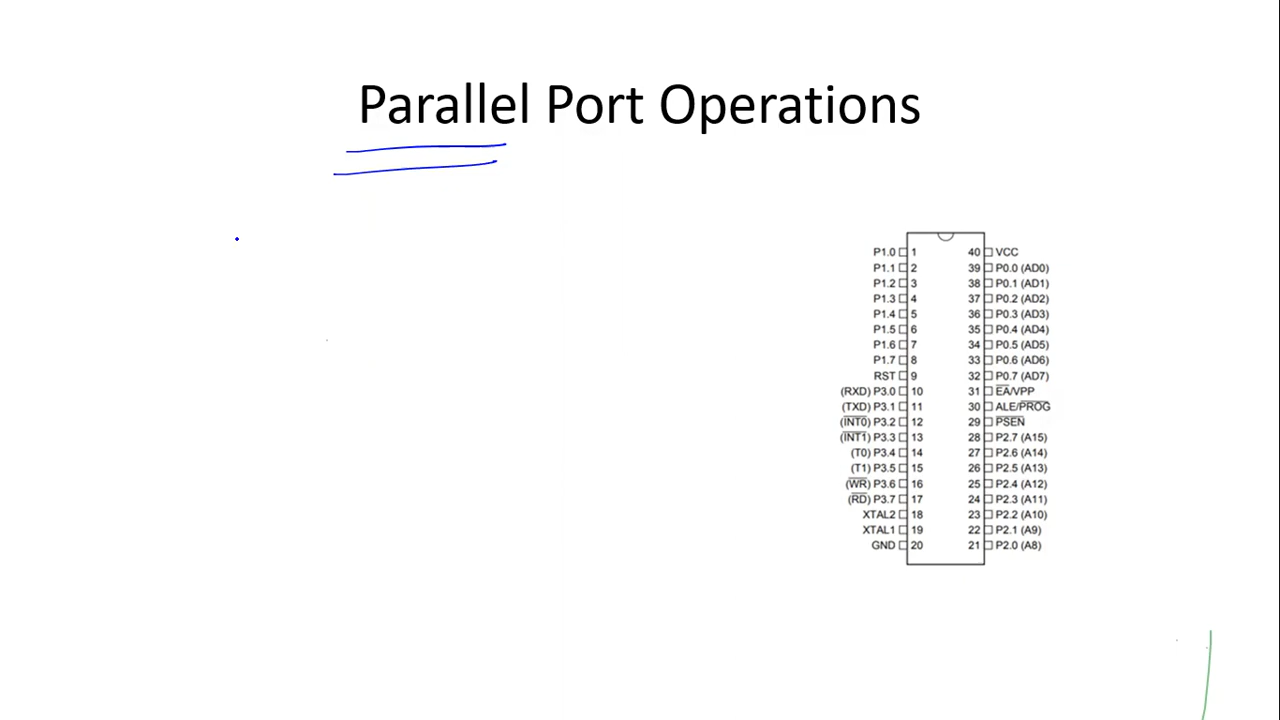 Parallel Port Operations
P1.0 1 40 VCC
P1.1 2 39 P0.0 (AD0)
P1.2 3 38 P0.1 (AD1)
P1.3 4 37 P0.2 (AD2)
P1.4 5 36 P0.3 (AD3)
P1.5 6 35 P0.4 (AD4)
P1.6 7 34 P0.5 (AD5)
P1.7 8 33 P0.6 (AD6)
RST 9 32 P0.7 (AD7)
(RXD) P3.0 10 31 E̅A̅/VPP
(TXD) P3.1 11 30 ALE/P̅R̅O̅G̅
(I̅N̅T̅0̅) P3.2 12 29 P̅S̅E̅N̅
(I̅N̅T̅1̅) P3.3 13 28 P2.7 (A15)
(T0) P3.4 14 27 P2.6 (A14)
(T1) P3.5 15 26 P2.5 (A13)
(W̅R̅) P3.6 16 25 P2.4 (A12)
(R̅D̅) P3.7 17 24 P2.3 (A11)
XTAL2 18 23 P2.2 (A10)
XTAL1 19 22 P2.1 (A9)
GND 20 21 P2.0 (A8)